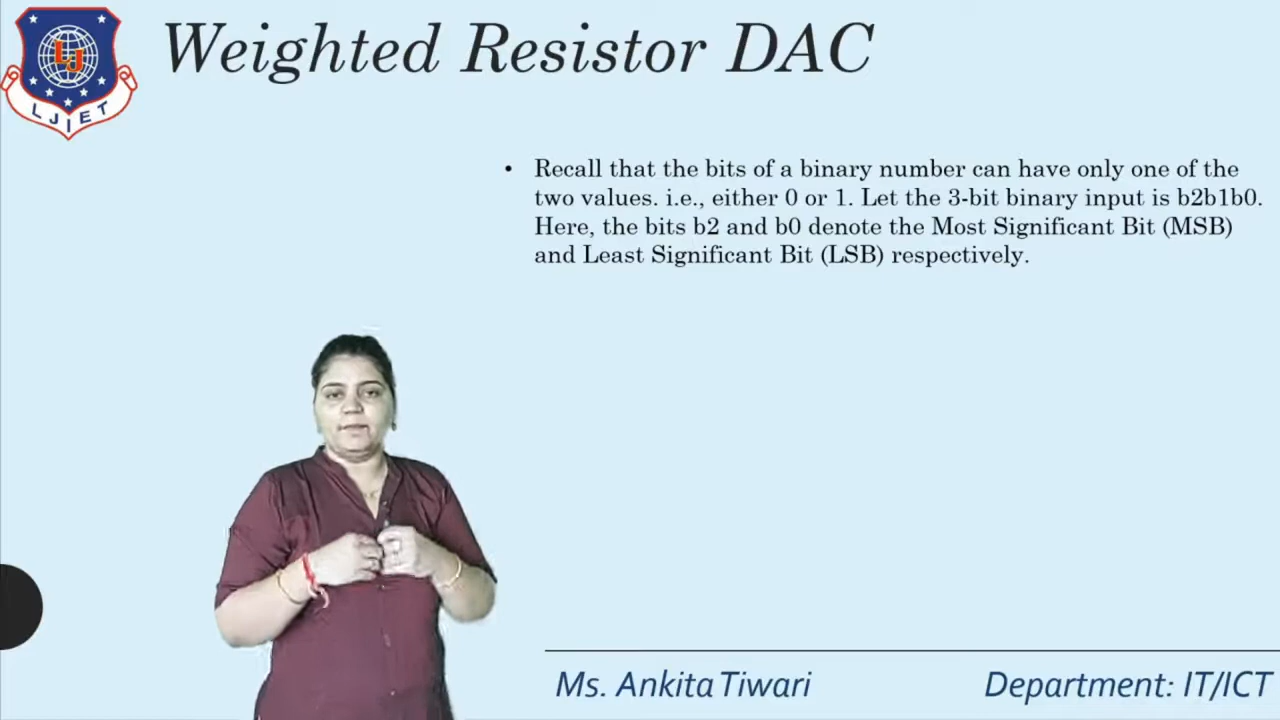 LJ
LJIET
Weighted Resistor DAC
• Recall that the bits of a binary number can have only one of the
two values. i.e., either 0 or 1. Let the 3-bit binary input is b2b1b0.
Here, the bits b2 and b0 denote the Most Significant Bit (MSB)
and Least Significant Bit (LSB) respectively.
Ms. Ankita Tiwari
Department: IT/ICT